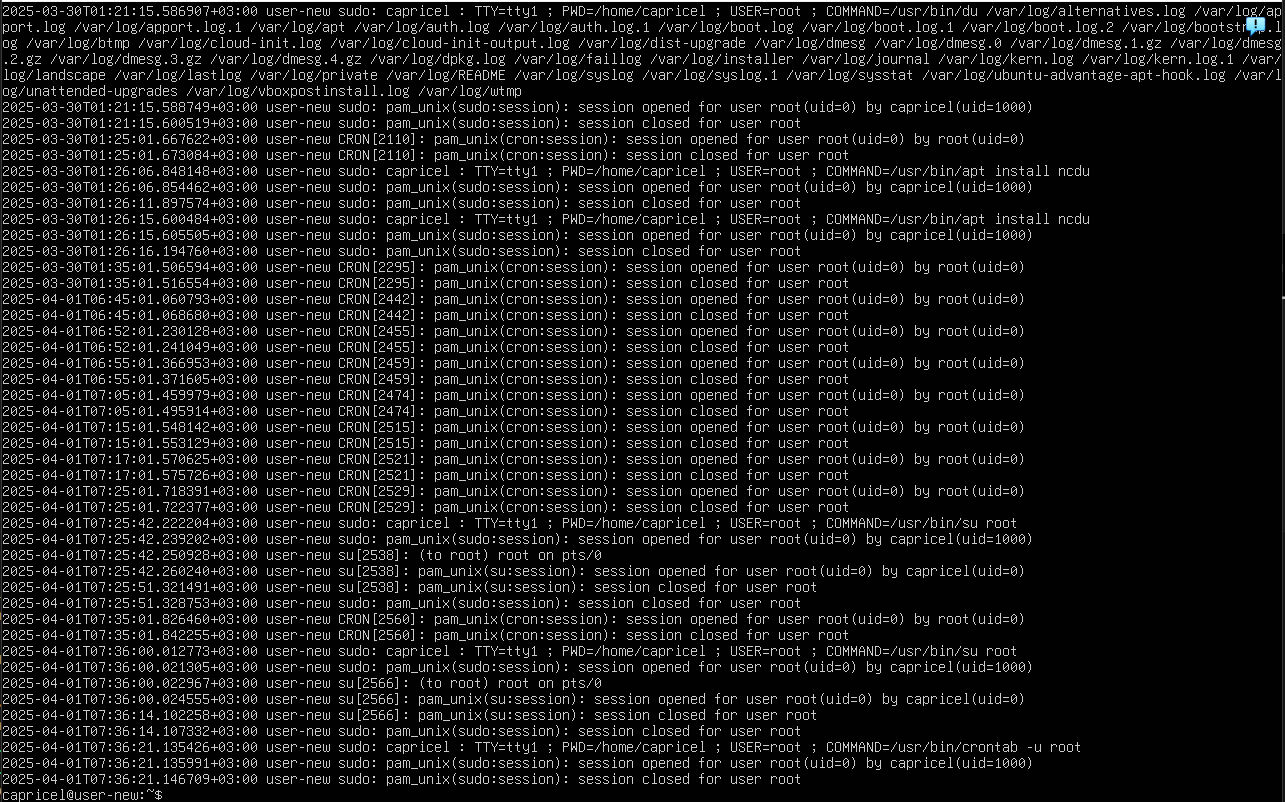 2025-03-30T01:21:15.586907+03:00 user-new sudo: capricel : TTY=tty1 ; PWD=/home/capricel ; USER=root ; COMMAND=/usr/bin/du /var/log/alternatives.log /var/log/ap
port.log /var/log/apport.log.1 /var/log/apt /var/log/auth.log /var/log/auth.log.1 /var/log/boot.log /var/log/boot.log.1 /var/log/boot.log.2 /var/log/bootstrap.l
og /var/log/btmp /var/log/cloud-init.log /var/log/cloud-init-output.log /var/log/dist-upgrade /var/log/dmesg /var/log/dmesg.0 /var/log/dmesg.1.gz /var/log/dmesg
.2.gz /var/log/dmesg.3.gz /var/log/dmesg.4.gz /var/log/dpkg.log /var/log/faillog /var/log/installer /var/log/journal /var/log/kern.log /var/log/kern.log.1 /var/
log/landscape /var/log/lastlog /var/log/private /var/log/README /var/log/syslog /var/log/syslog.1 /var/log/sysstat /var/log/ubuntu-advantage-apt-hook.log /var/l
og/unattended-upgrades /var/log/vboxpostinstall.log /var/log/wtmp
2025-03-30T01:21:15.588749+03:00 user-new sudo: pam_unix(sudo:session): session opened for user root(uid=0) by capricel(uid=1000)
2025-03-30T01:21:15.600519+03:00 user-new sudo: pam_unix(sudo:session): session closed for user root
2025-03-30T01:25:01.667622+03:00 user-new CRON[2110]: pam_unix(cron:session): session opened for user root(uid=0) by root(uid=0)
2025-03-30T01:25:01.673084+03:00 user-new CRON[2110]: pam_unix(cron:session): session closed for user root
2025-03-30T01:26:06.848148+03:00 user-new sudo: capricel : TTY=tty1 ; PWD=/home/capricel ; USER=root ; COMMAND=/usr/bin/apt install ncdu
2025-03-30T01:26:06.854462+03:00 user-new sudo: pam_unix(sudo:session): session opened for user root(uid=0) by capricel(uid=1000)
2025-03-30T01:26:11.897574+03:00 user-new sudo: pam_unix(sudo:session): session closed for user root
2025-03-30T01:26:15.600484+03:00 user-new sudo: capricel : TTY=tty1 ; PWD=/home/capricel ; USER=root ; COMMAND=/usr/bin/apt install ncdu
2025-03-30T01:26:15.605505+03:00 user-new sudo: pam_unix(sudo:session): session opened for user root(uid=0) by capricel(uid=1000)
2025-03-30T01:26:16.194760+03:00 user-new sudo: pam_unix(sudo:session): session closed for user root
2025-03-30T01:35:01.506594+03:00 user-new CRON[2295]: pam_unix(cron:session): session opened for user root(uid=0) by root(uid=0)
2025-03-30T01:35:01.516554+03:00 user-new CRON[2295]: pam_unix(cron:session): session closed for user root
2025-04-01T06:45:01.060793+03:00 user-new CRON[2442]: pam_unix(cron:session): session opened for user root(uid=0) by root(uid=0)
2025-04-01T06:45:01.068680+03:00 user-new CRON[2442]: pam_unix(cron:session): session closed for user root
2025-04-01T06:52:01.230128+03:00 user-new CRON[2455]: pam_unix(cron:session): session opened for user root(uid=0) by root(uid=0)
2025-04-01T06:52:01.241049+03:00 user-new CRON[2455]: pam_unix(cron:session): session closed for user root
2025-04-01T06:55:01.366953+03:00 user-new CRON[2459]: pam_unix(cron:session): session opened for user root(uid=0) by root(uid=0)
2025-04-01T06:55:01.371605+03:00 user-new CRON[2459]: pam_unix(cron:session): session closed for user root
2025-04-01T07:05:01.459979+03:00 user-new CRON[2474]: pam_unix(cron:session): session opened for user root(uid=0) by root(uid=0)
2025-04-01T07:05:01.495914+03:00 user-new CRON[2474]: pam_unix(cron:session): session closed for user root
2025-04-01T07:15:01.548142+03:00 user-new CRON[2515]: pam_unix(cron:session): session opened for user root(uid=0) by root(uid=0)
2025-04-01T07:15:01.553129+03:00 user-new CRON[2515]: pam_unix(cron:session): session closed for user root
2025-04-01T07:17:01.570625+03:00 user-new CRON[2521]: pam_unix(cron:session): session opened for user root(uid=0) by root(uid=0)
2025-04-01T07:17:01.575726+03:00 user-new CRON[2521]: pam_unix(cron:session): session closed for user root
2025-04-01T07:25:01.718391+03:00 user-new CRON[2529]: pam_unix(cron:session): session opened for user root(uid=0) by root(uid=0)
2025-04-01T07:25:01.722377+03:00 user-new CRON[2529]: pam_unix(cron:session): session closed for user root
2025-04-01T07:25:42.222204+03:00 user-new sudo: capricel : TTY=tty1 ; PWD=/home/capricel ; USER=root ; COMMAND=/usr/bin/su root
2025-04-01T07:25:42.239202+03:00 user-new sudo: pam_unix(sudo:session): session opened for user root(uid=0) by capricel(uid=1000)
2025-04-01T07:25:42.250928+03:00 user-new su[2538]: (to root) root on pts/0
2025-04-01T07:25:42.260240+03:00 user-new su[2538]: pam_unix(su:session): session opened for user root(uid=0) by capricel(uid=0)
2025-04-01T07:25:51.321491+03:00 user-new su[2538]: pam_unix(su:session): session closed for user root
2025-04-01T07:25:51.328753+03:00 user-new sudo: pam_unix(sudo:session): session closed for user root
2025-04-01T07:35:01.826460+03:00 user-new CRON[2560]: pam_unix(cron:session): session opened for user root(uid=0) by root(uid=0)
2025-04-01T07:35:01.842255+03:00 user-new CRON[2560]: pam_unix(cron:session): session closed for user root
2025-04-01T07:36:00.012773+03:00 user-new sudo: capricel : TTY=tty1 ; PWD=/home/capricel ; USER=root ; COMMAND=/usr/bin/su root
2025-04-01T07:36:00.021305+03:00 user-new sudo: pam_unix(sudo:session): session opened for user root(uid=0) by capricel(uid=1000)
2025-04-01T07:36:00.022967+03:00 user-new su[2566]: (to root) root on pts/0
2025-04-01T07:36:00.024555+03:00 user-new su[2566]: pam_unix(su:session): session opened for user root(uid=0) by capricel(uid=0)
2025-04-01T07:36:14.102258+03:00 user-new su[2566]: pam_unix(su:session): session closed for user root
2025-04-01T07:36:14.107332+03:00 user-new sudo: pam_unix(sudo:session): session closed for user root
2025-04-01T07:36:21.135426+03:00 user-new sudo: capricel : TTY=tty1 ; PWD=/home/capricel ; USER=root ; COMMAND=/usr/bin/crontab -u root
2025-04-01T07:36:21.135991+03:00 user-new sudo: pam_unix(sudo:session): session opened for user root(uid=0) by capricel(uid=1000)
2025-04-01T07:36:21.146709+03:00 user-new sudo: pam_unix(sudo:session): session closed for user root
capricel@user-new:~$